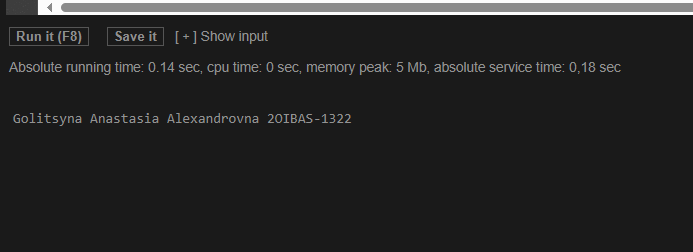 Run it (F8) Save it [ + ] Show input
Absolute running time: 0.14 sec, cpu time: 0 sec, memory peak: 5 Mb, absolute service time: 0,18 sec
Golitsyna Anastasia Alexandrovna 2OIBAS-1322